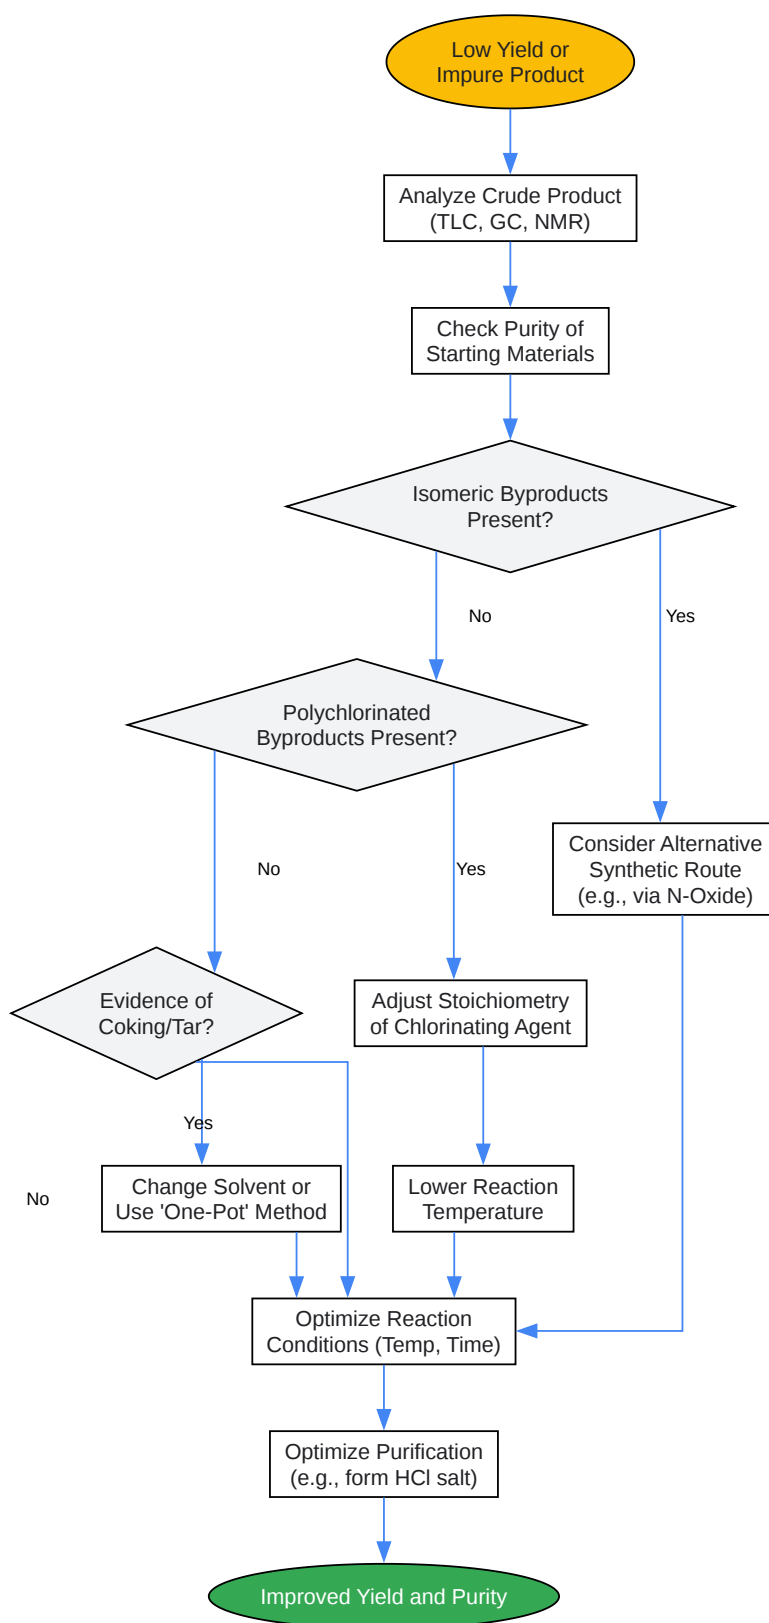 Low Yield or
Impure Product
Analyze Crude Product
(TLC, GC, NMR)
Check Purity of
Starting Materials
Isomeric Byproducts
Present?
No
Yes
Polychlorinated
Byproducts Present?
Consider Alternative
Synthetic Route
(e.g., via N-Oxide)
No
Yes
Evidence of
Coking/Tar?
Adjust Stoichiometry
of Chlorinating Agent
Yes
No
Change Solvent or
Use 'One-Pot' Method
Lower Reaction
Temperature
Optimize Reaction
Conditions (Temp, Time)
Optimize Purification
(e.g., form HCl salt)
Improved Yield and Purity